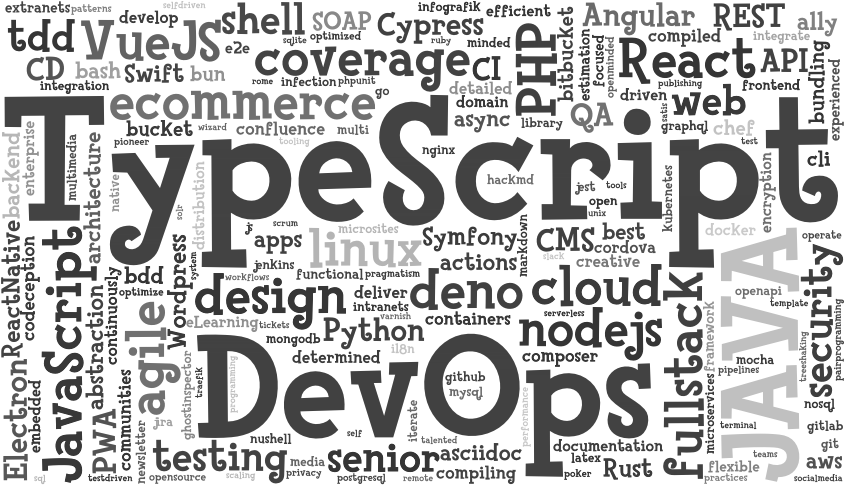 extranets
patterns
selfdriven
develop
shell
SOAP
infografik
efficient
Angular
REST
ally
tdd
VueJS
e2e
sqlite
optimized
Cypress
ruby
minded
bitbucket
estimation
focused
openminded
compiled
integrate
CD
bash
Swift
bun
coverage
CI
PHP
React
API
bundling
experienced
integration
rome
infection
phpunit
go
detailed
domain
driven
publishing
frontend
ecommerce
async
library
QA
satis
web
graphql
chef
test
bucket
wizard
confluence
multi
pioneer
tooling
nginx
cli
TypeScript
backend
enterprise
multimedia
architecture
native
solr
distribution
hackmd
jest
tools
open
unix
kubernetes
encryption
js
scrum
apps
microsites
linux
Symfony
markdown
CMS
best
cordova
docker
operate
ReactNative
codeception
JavaScript
bdd
optimize
continuously
Wordpress
system
jenkins
workflows
functional
pragmatism
actions
slack
creative
JAVA
security
design
deliver
intranets
varnish
deno
cloud
serverless
fullstack
openapi
template
abstraction
agile
eLearning
tickets
mongodb
Python
containers
nodejs
framework
treeshaking
pairprogramming
determined
i18n
composer
mocha
pipelines
Electron
embedded
PWA
communities
ghostinspector
traefik
programming
DevOps
github
mysql
performance
microservices
nosql
newsletter
jira
nushell
self
iterate
talented
terminal
gitlab
git
testing
senior
asciidoc
documentation
latex
teams
aws
sql
testdriven
opensource
scaling
media
privacy
postgresql
remote
compiling
poker
Rust
flexible
practices
socialmedia